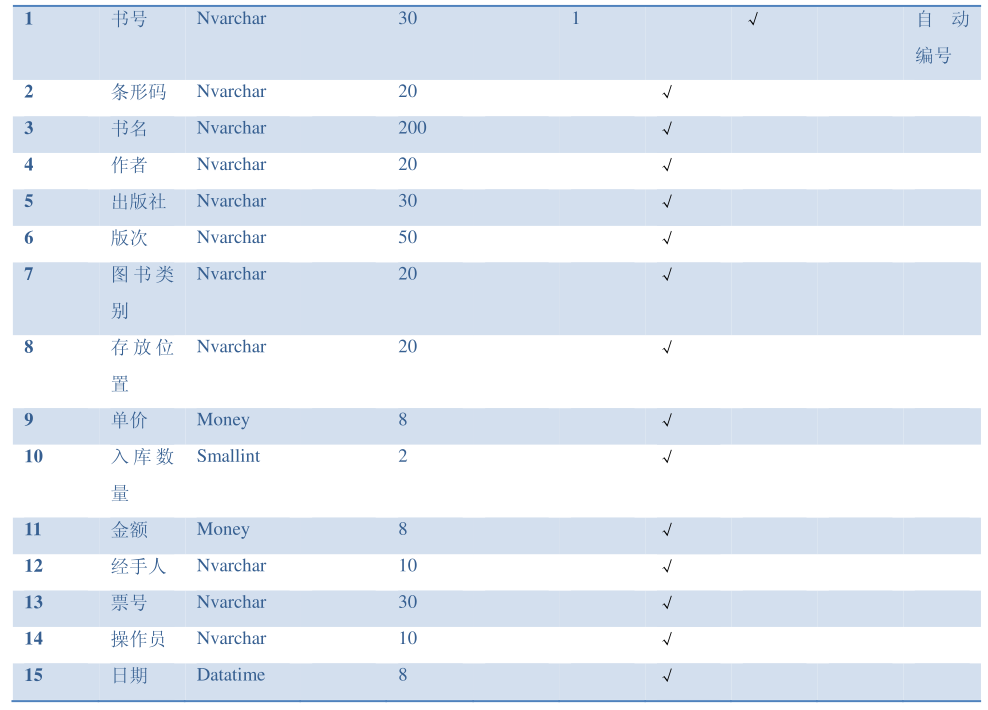 1 书号 Nvarchar 30 1 √ 自 动
编号
2 条形码 Nvarchar 20 √
3 书名 Nvarchar 200 √
4 作者 Nvarchar 20 √
5 出版社 Nvarchar 30 √
6 版次 Nvarchar 50 √
7 图书类 Nvarchar 20 √
别
8 存放位 Nvarchar 20 √
置
9 单价 Money 8 √
10 入库数 Smallint 2 √
量
11 金额 Money 8 √
12 经手人 Nvarchar 10 √
13 票号 Nvarchar 30 √
14 操作员 Nvarchar 10 √
15 日期 Datatime 8 √